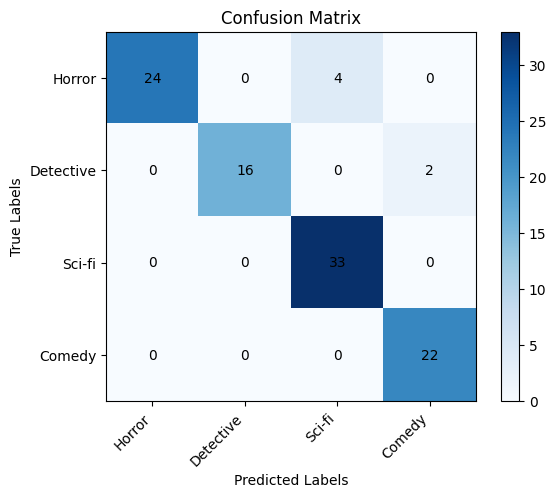 Confusion Matrix
True Labels
Horror
24 0 4 0
Detective
0 16 0 2
Sci-fi
0 0 33 0
Comedy
0 0 0 22
Horror
Detective
Sci-fi
Comedy
Predicted Labels
30
25
20
15
10
5
0